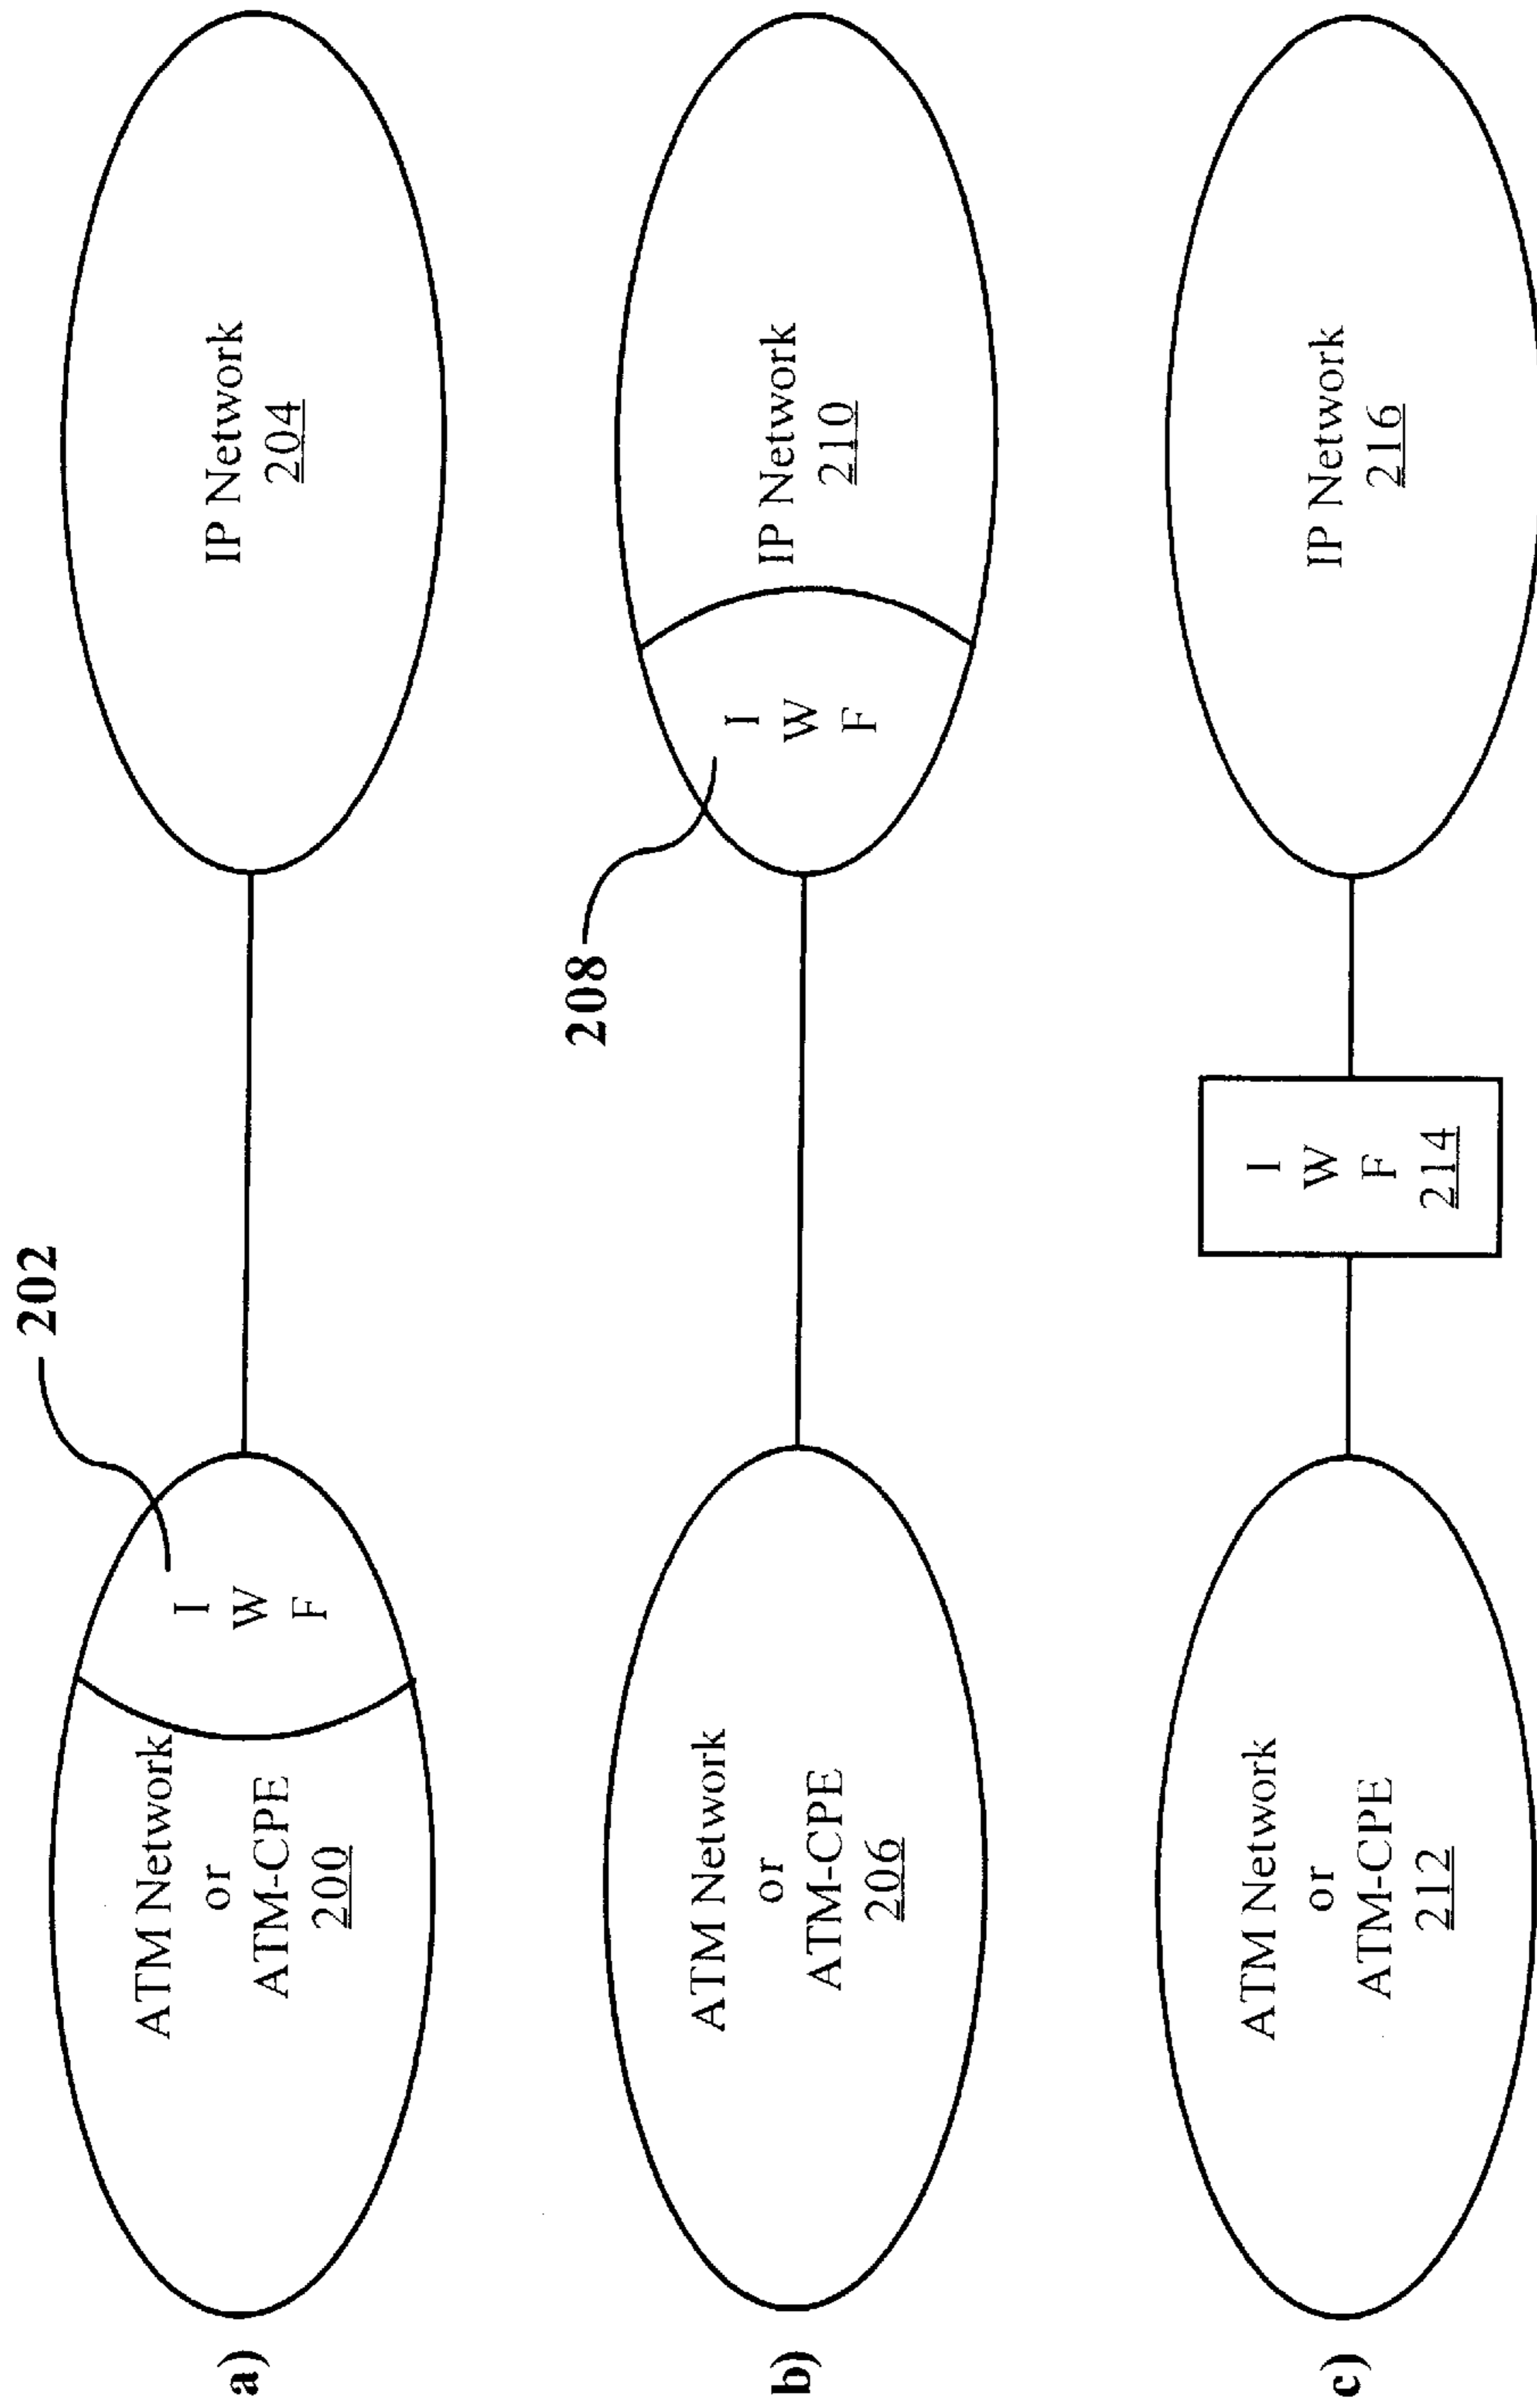 a)
ATM Network
or
ATM-CPE
200
I
W
F
202
IP Network
204
b)
ATM Network
or
ATM-CPE
206
208
I
W
F
IP Network
210
c)
ATM Network
or
ATM-CPE
212
I
W
F
214
IP Network
216